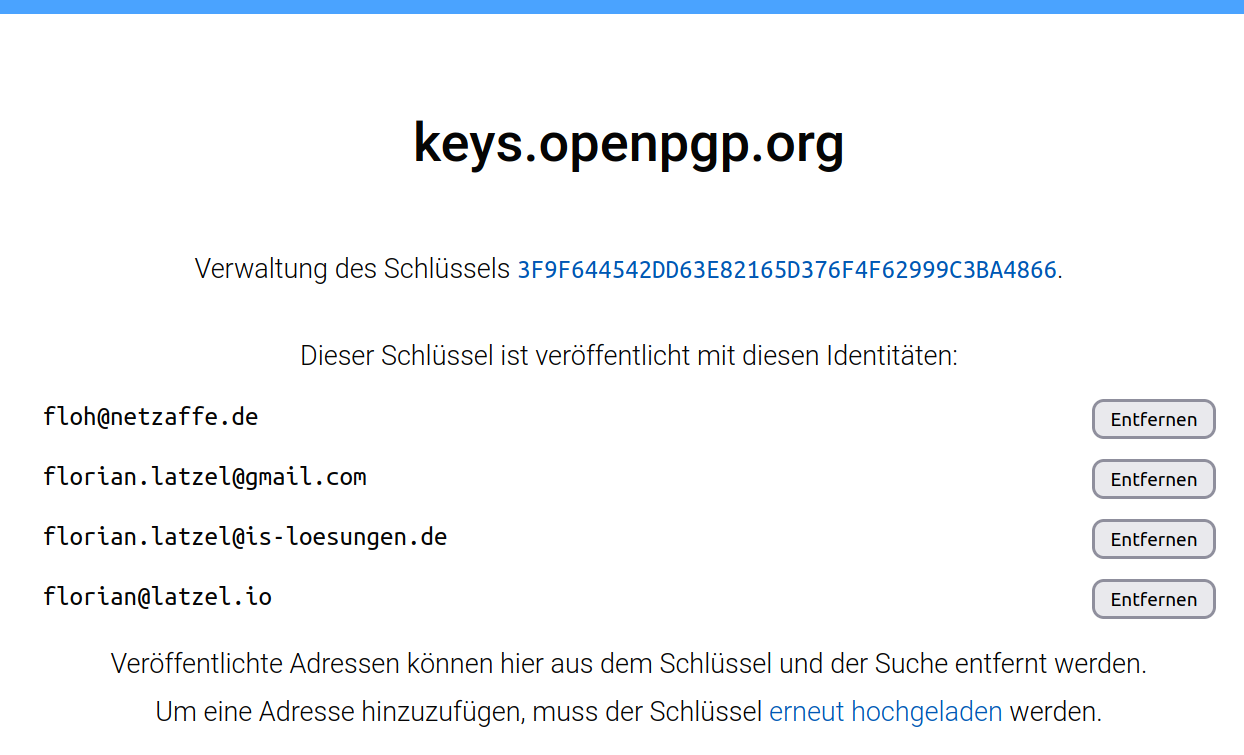 keys.openpgp.org
Verwaltung des Schlüssels 3F9F644542DD63E82165D376F4F62999C3BA4866.
Dieser Schlüssel ist veröffentlicht mit diesen Identitäten:
floh@netzaffe.de Entfernen
florian.latzel@gmail.com Entfernen
florian.latzel@is-loesungen.de Entfernen
florian@latzel.io Entfernen
Veröffentlichte Adressen können hier aus dem Schlüssel und der Suche entfernt werden.
Um eine Adresse hinzuzufügen, muss der Schlüssel erneut hochgeladen werden.